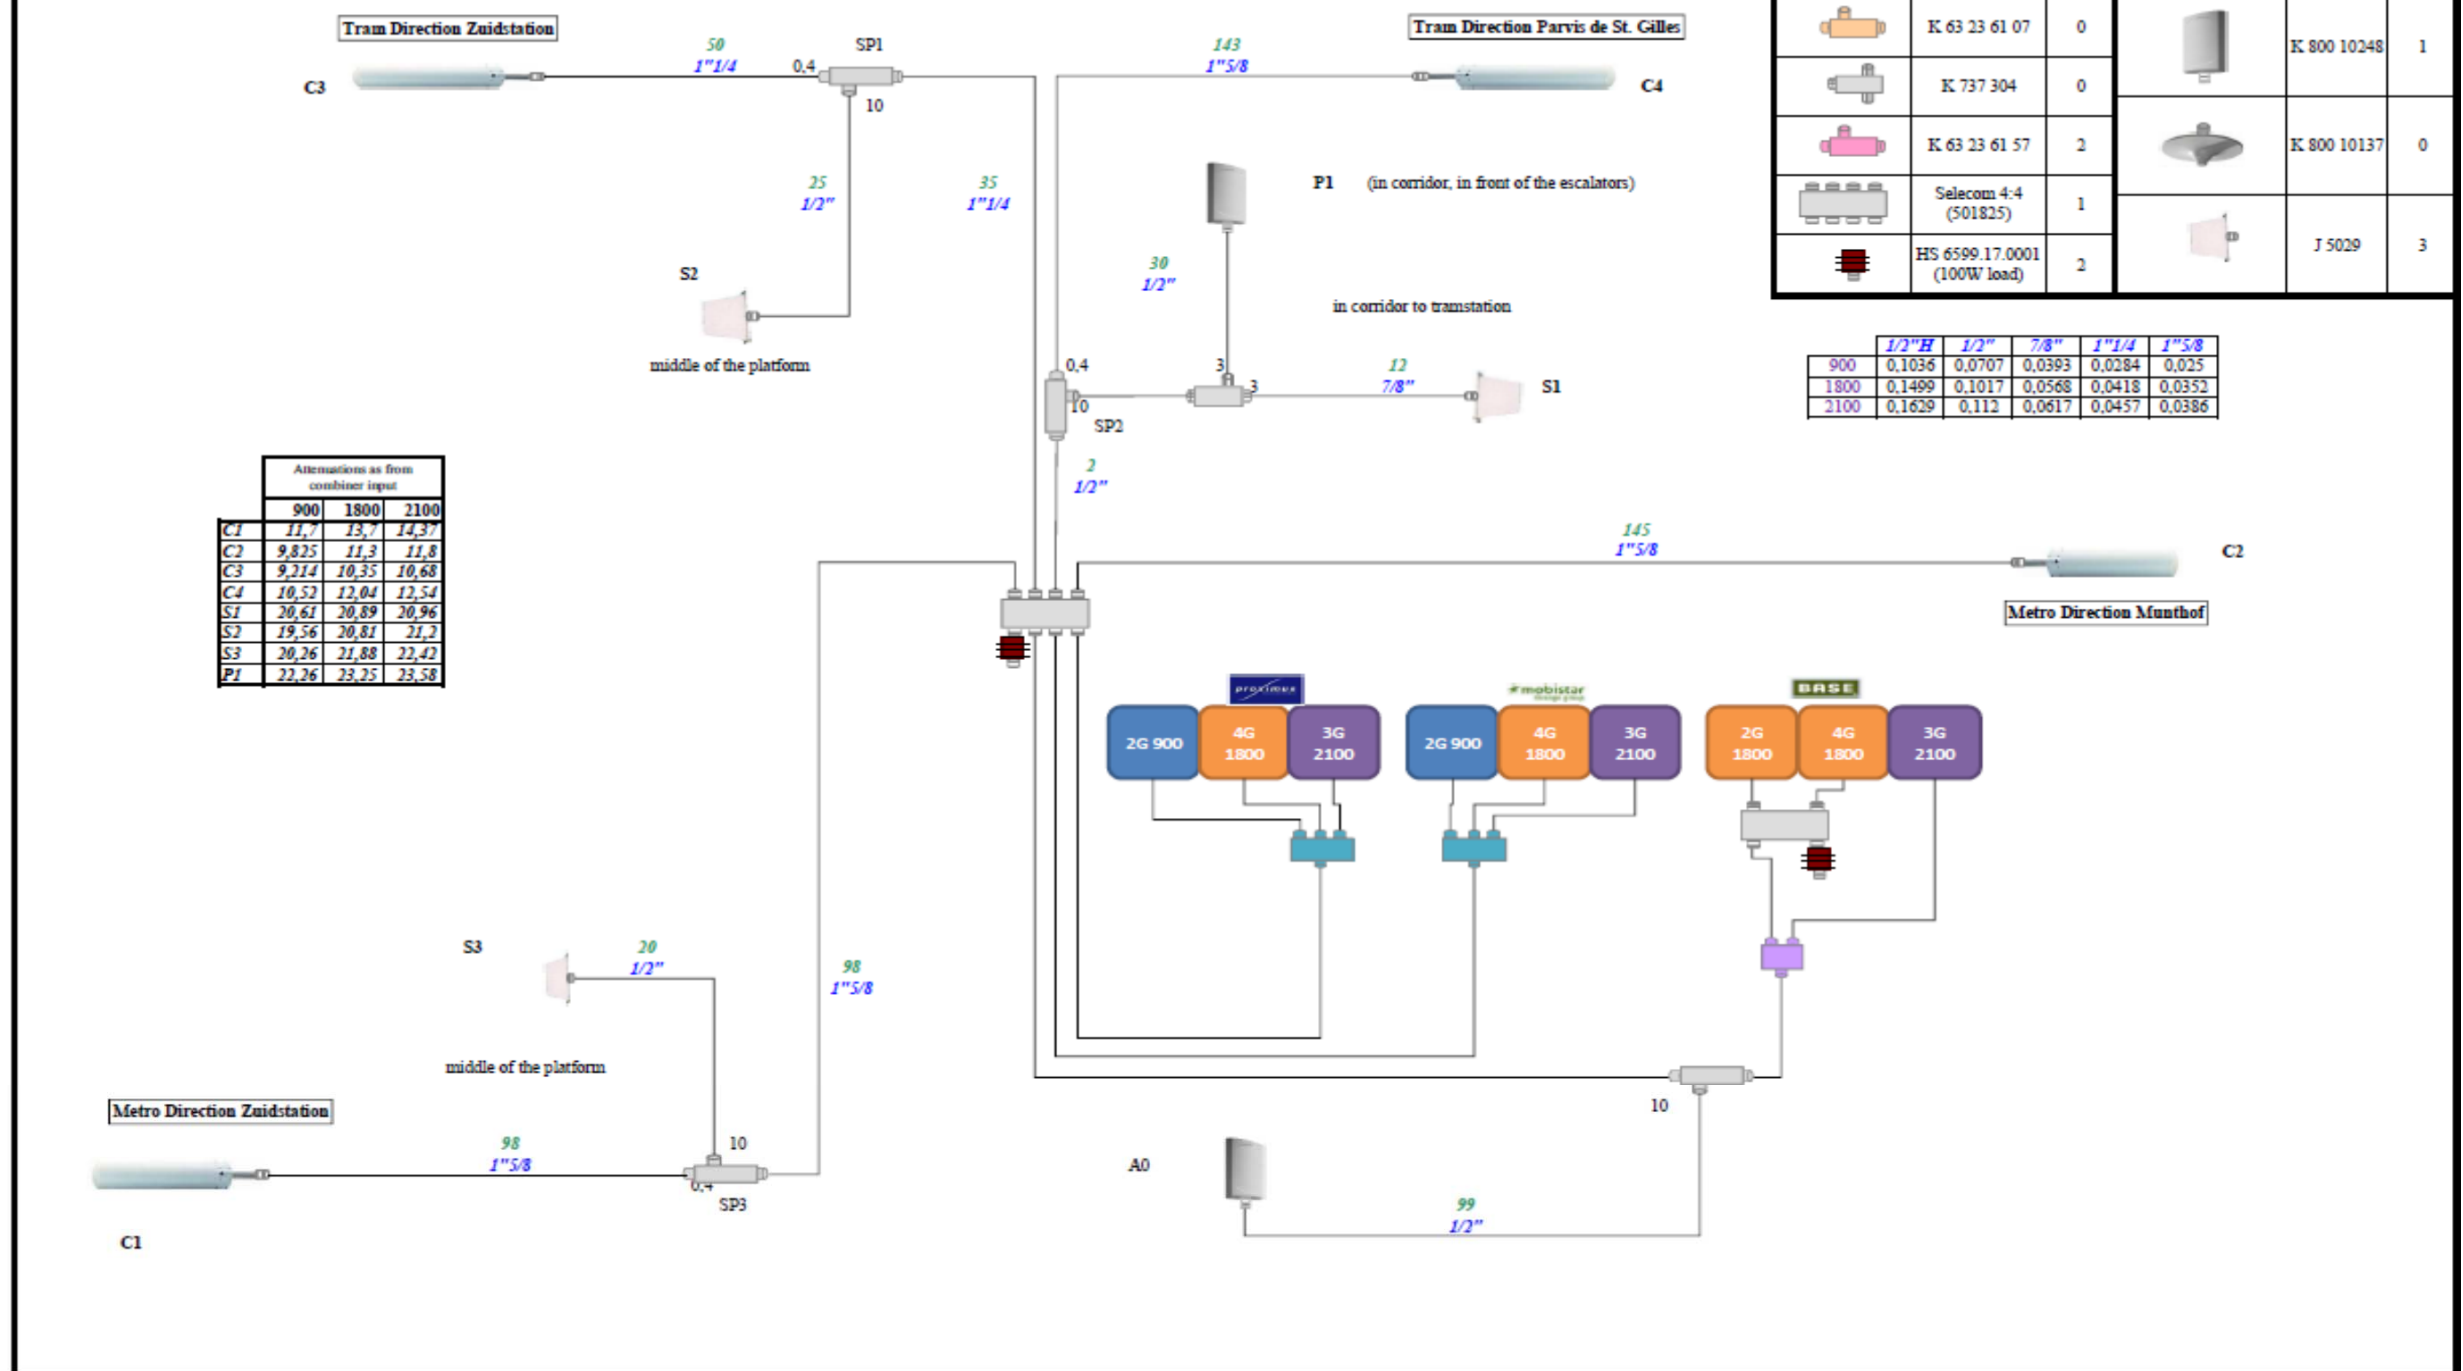 Tram Direction Zuidstation
50
1"1/4
0,4
SP1
10
C3
25
1/2"
35
1"1/4
S2
middle of the platform
143
1"5/8
Tram Direction Parvis de St. Gilles
C4
P1 (in corridor, in front of the escalators)
30
1/2"
in corridor to tramstation
0,4
10
SP2
3
3
12
7/8"
S1
2
1/2"
K 63 23 61 07 0
K 737 304 0
K 63 23 61 57 2
Selecom 4:4
(501825)
1
HS 6599.17.0001
(100W load)
2
K 800 10248 1
K 800 10137 0
J 5029 3
1/2"H 1/2" 7/8" 1"1/4 1"5/8
900 0,1036 0,0707 0,0393 0,0284 0,025
1800 0,1499 0,1017 0,0568 0,0418 0,0352
2100 0,1629 0,112 0,0617 0,0457 0,0386
Attenuations as from
combiner input
900 1800 2100
C1 11,7 13,7 14,37
C2 9,825 11,3 11,8
C3 9,214 10,35 10,68
C4 10,52 12,04 12,54
S1 20,61 20,89 20,96
S2 19,56 20,81 21,2
S3 20,26 21,88 22,42
P1 22,26 23,25 23,58
145
1"5/8
C2
Metro Direction Munthof
proximus
mobistar
BASE
2G 900
4G
1800
3G
2100
2G 900
4G
1800
3G
2100
2G
1800
4G
1800
3G
2100
S3
20
1/2"
98
1"5/8
middle of the platform
Metro Direction Zuidstation
98
1"5/8
10
0,4
SP3
C1
10
A0
99
1/2"